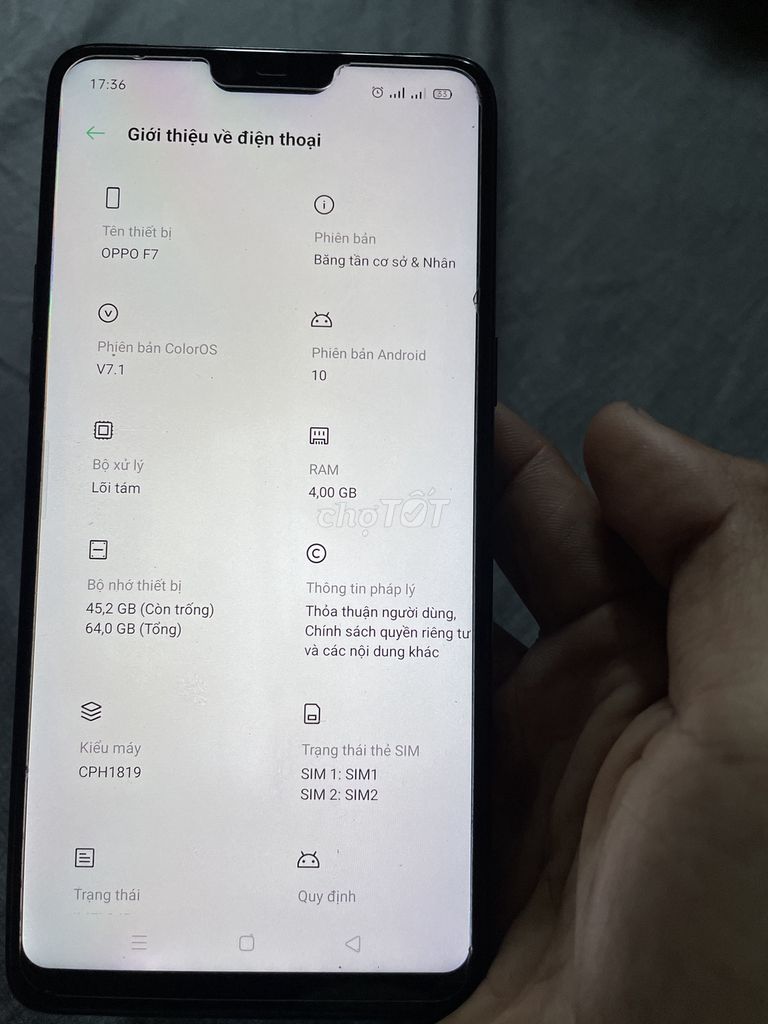 17:36
33
Giới thiệu về điện thoại
Tên thiết bị
OPPO F7
Phiên bản
Băng tần cơ sở & Nhân
Phiên bản ColorOS
V7.1
Phiên bản Android
10
Bộ xử lý
Lõi tám
RAM
4,00 GB
chợTỐT
Bộ nhớ thiết bị
45,2 GB (Còn trống)
64,0 GB (Tổng)
Thông tin pháp lý
Thỏa thuận người dùng,
Chính sách quyền riêng tư
và các nội dung khác
Kiểu máy
CPH1819
Trạng thái thẻ SIM
SIM 1: SIM1
SIM 2: SIM2
Trạng thái
Quy định